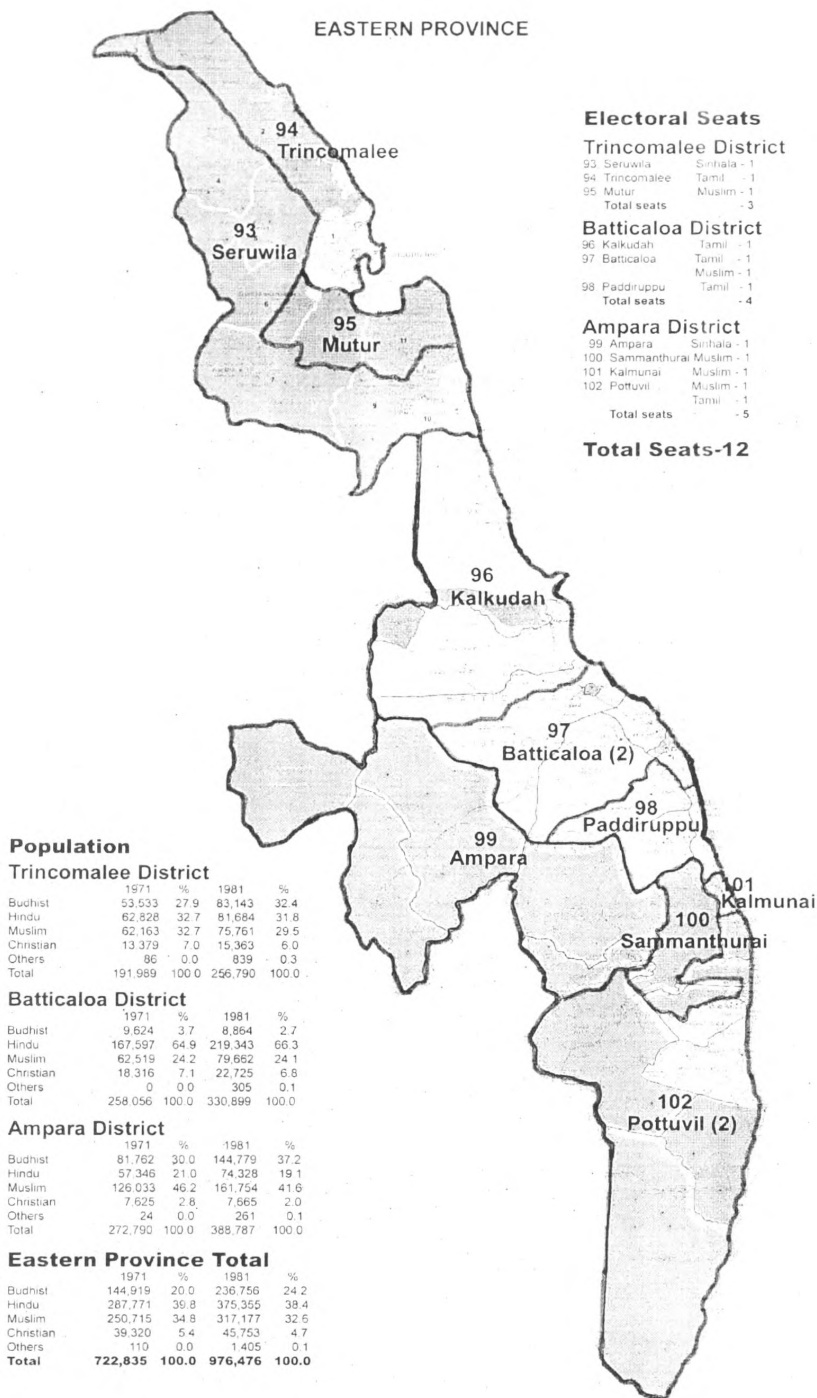 EASTERN PROVINCE
Electoral Seats
Trincomalee District
93 Seruwila Sinhala - 1
94 Trincomalee Tamil - 1
95 Mutur Muslim - 1
Total seats - 3
Batticaloa District
96 Kalkudah Tamil - 1
97 Batticaloa Tamil - 1
Muslim - 1
98 Paddiruppu Tamil - 1
Total seats - 4
Ampara District
99 Ampara Sinhala - 1
100 Sammanthurai Muslim - 1
101 Kalmunai Muslim - 1
102 Pottuvil Muslim - 1
Tamil - 1
Total seats - 5
Total Seats-12
94
Trincomalee
93
Seruwila
95
Mutur
96
Kalkudah
97
Batticaloa (2)
98
Paddiruppu
99
Ampara
101
Kalmunai
100
Sammanthurai
102
Pottuvil (2)
Population
Trincomalee District
1971 % 1981 %
Budhist 53,533 27.9 83,143 32.4
Hindu 62,828 32.7 81,684 31.8
Muslim 62,163 32.7 75,761 29.5
Christian 13,379 7.0 15,363 6.0
Others 86 0.0 839 0.3
Total 191,989 100.0 256,790 100.0
Batticaloa District
1971 % 1981 %
Budhist 9,624 3.7 8,864 2.7
Hindu 167,597 64.9 219,343 66.3
Muslim 62,519 24.2 79,662 24.1
Christian 18,316 7.1 22,725 6.8
Others 0 0.0 305 0.1
Total 258,056 100.0 330,899 100.0
Ampara District
1971 % 1981 %
Budhist 81,762 30.0 144,779 37.2
Hindu 57,346 21.0 74,328 19.1
Muslim 126,033 46.2 161,754 41.6
Christian 7,625 2.8 7,665 2.0
Others 24 0.0 261 0.1
Total 272,790 100.0 388,787 100.0
Eastern Province Total
1971 % 1981 %
Budhist 144,919 20.0 236,756 24.2
Hindu 287,771 39.8 375,355 38.4
Muslim 250,715 34.8 317,177 32.6
Christian 39,320 5.4 45,753 4.7
Others 110 0.0 1,405 0.1
Total 722,835 100.0 976,476 100.0